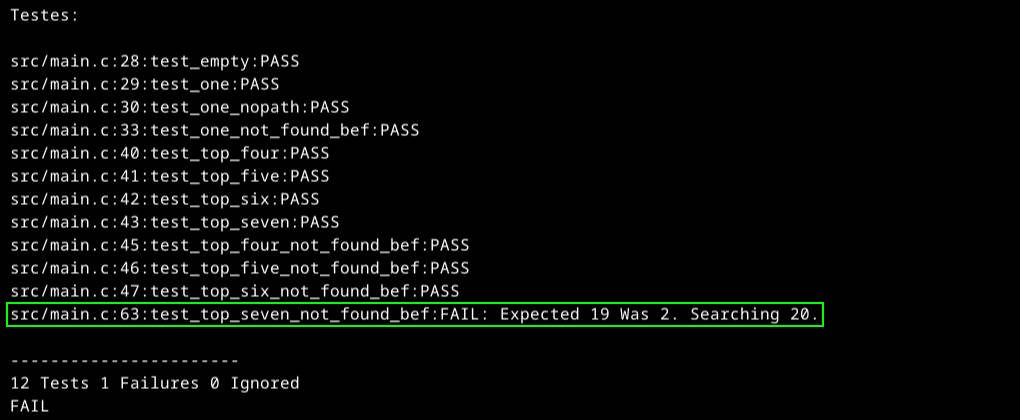 Testes:
src/main.c:28:test_empty:PASS
src/main.c:29:test_one:PASS
src/main.c:30:test_one_nopath:PASS
src/main.c:33:test_one_not_found_bef:PASS
src/main.c:40:test_top_four:PASS
src/main.c:41:test_top_five:PASS
src/main.c:42:test_top_six:PASS
src/main.c:43:test_top_seven:PASS
src/main.c:45:test_top_four_not_found_bef:PASS
src/main.c:46:test_top_five_not_found_bef:PASS
src/main.c:47:test_top_six_not_found_bef:PASS
src/main.c:63:test_top_seven_not_found_bef:FAIL: Expected 19 Was 2. Searching 20.
-----------------------
12 Tests 1 Failures 0 Ignored
FAIL